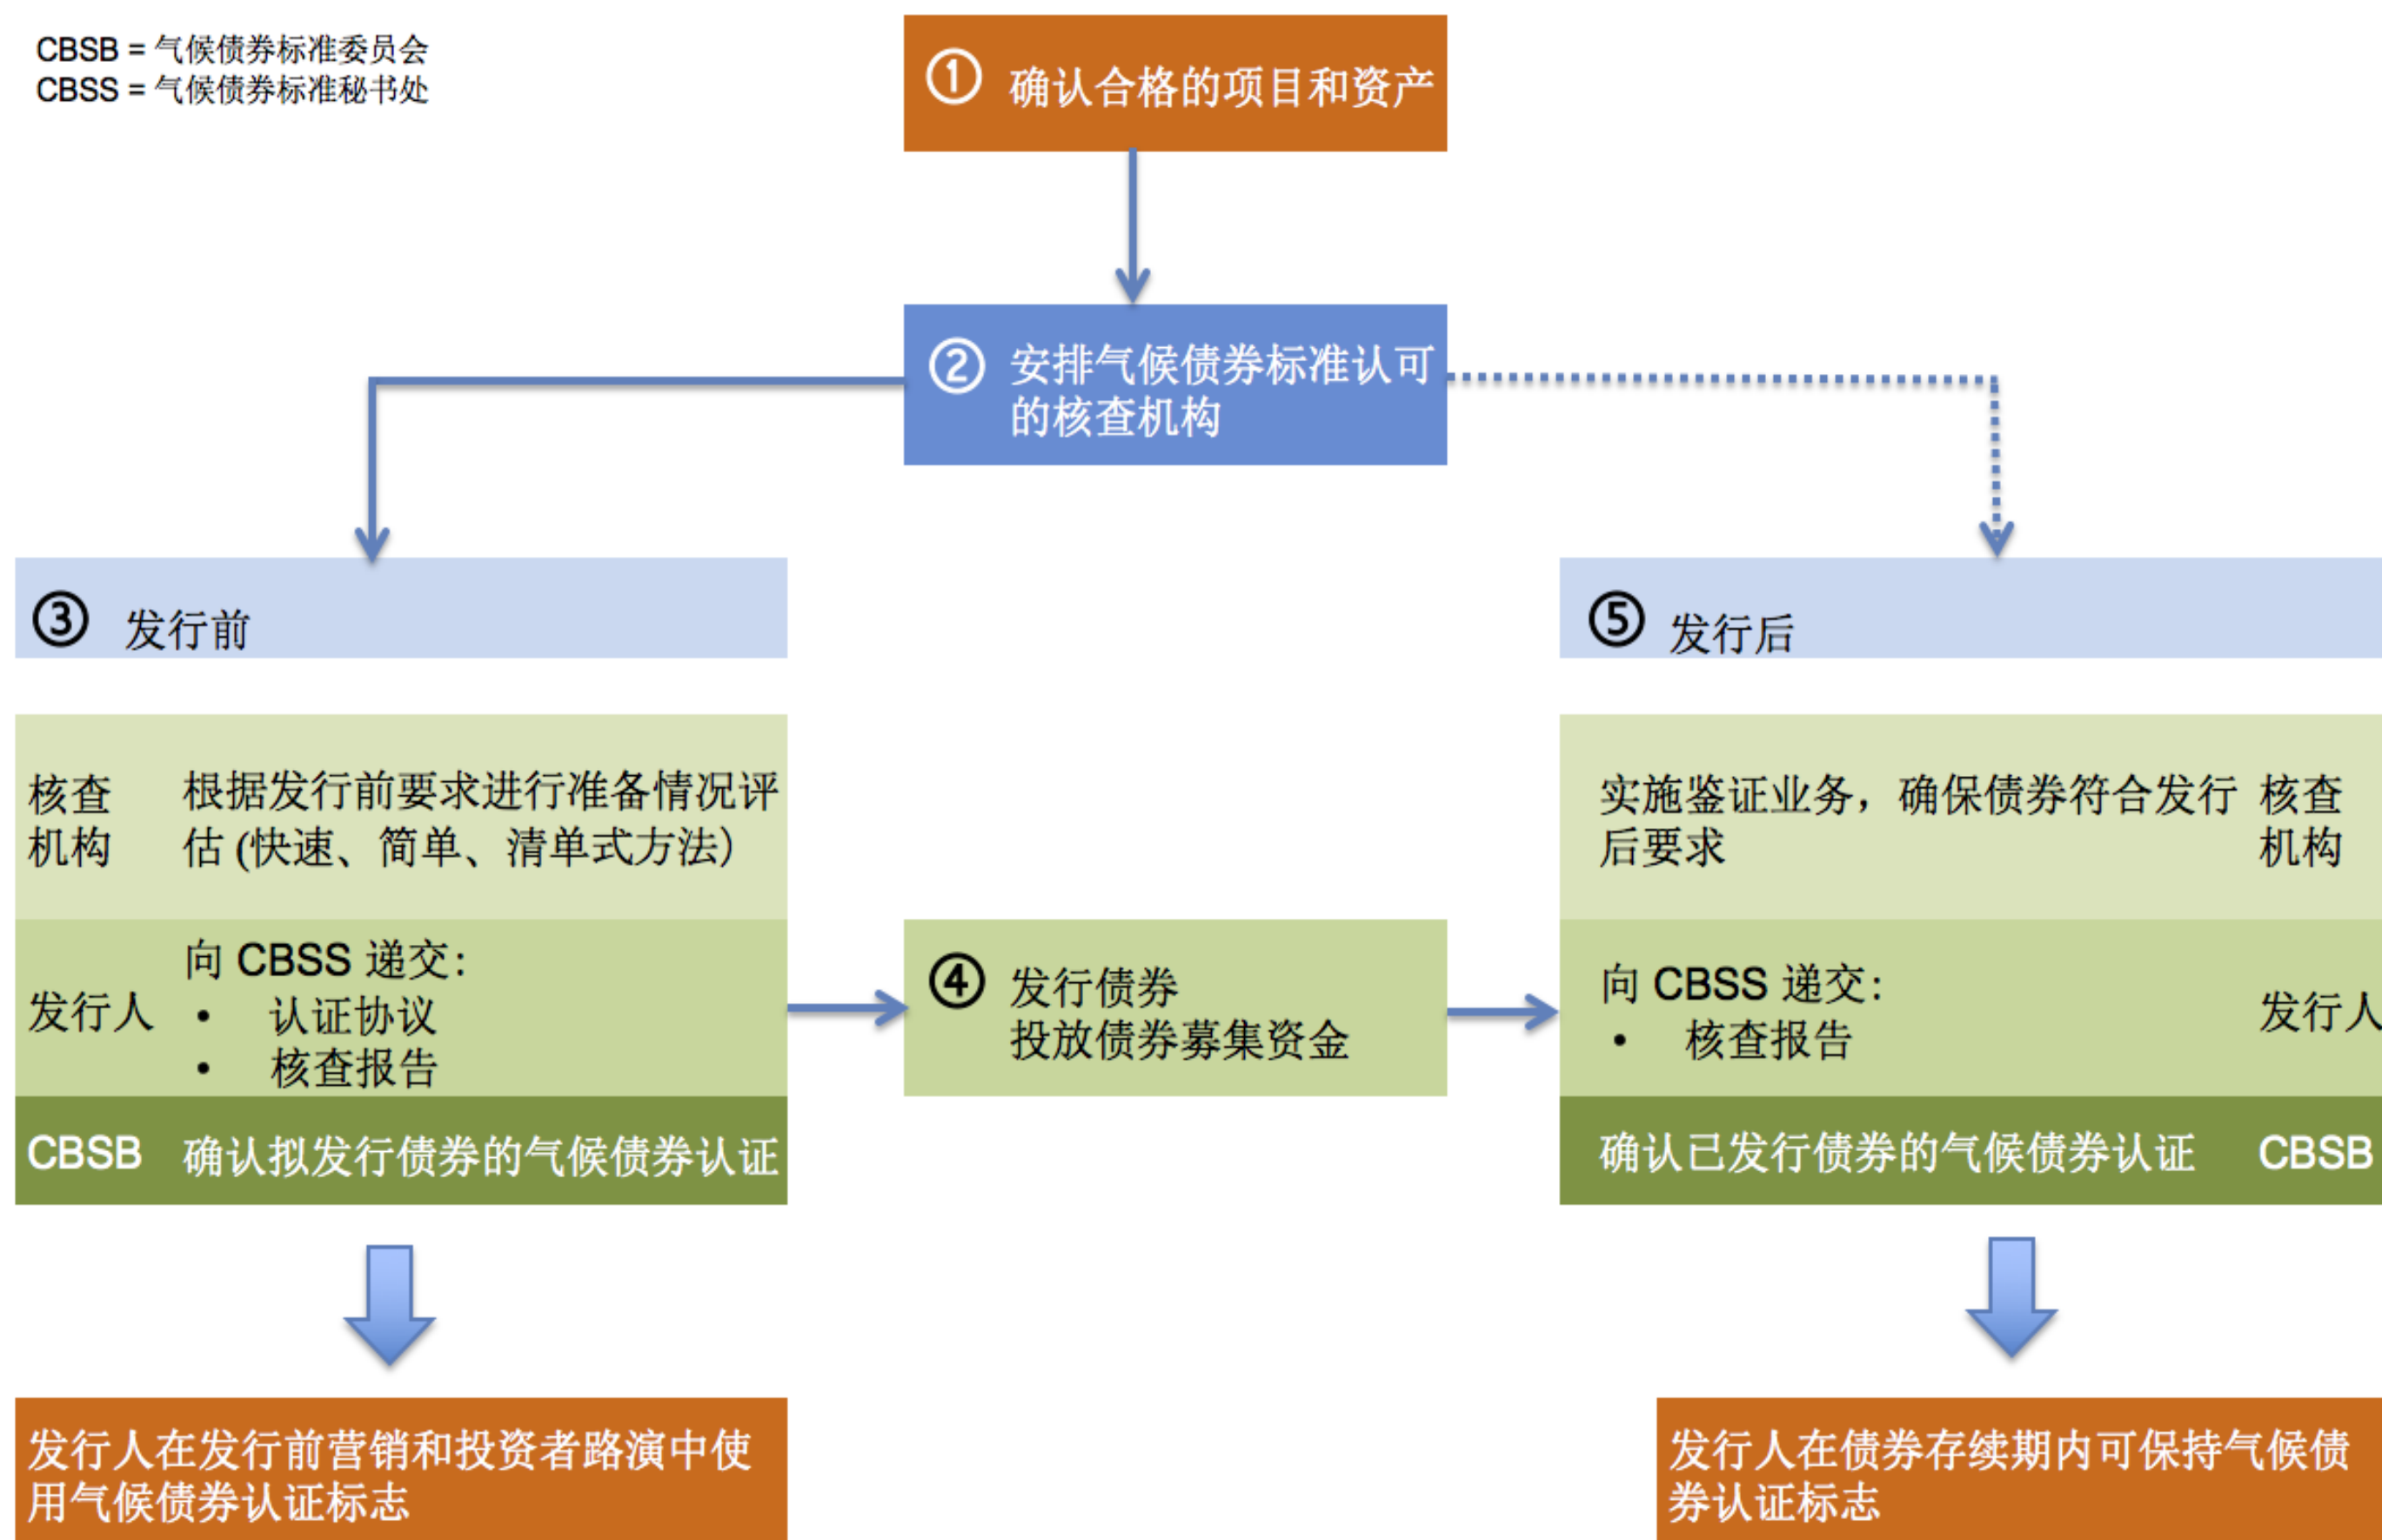 CBSB = 气候债券标准委员会
CBSS = 气候债券标准秘书处
① 确认合格的项目和资产
② 安排气候债券标准认可
的核查机构
③ 发行前
核查
机构
根据发行前要求进行准备情况评
估 (快速、简单、清单式方法)
发行人
向 CBSS 递交:
• 认证协议
• 核查报告
CBSB 确认拟发行债券的气候债券认证
发行人在发行前营销和投资者路演中使
用气候债券认证标志
④ 发行债券
投放债券募集资金
⑤ 发行后
实施鉴证业务，确保债券符合发行
后要求
核查
机构
向 CBSS 递交:
• 核查报告
发行人
确认已发行债券的气候债券认证 CBSB
发行人在债券存续期内可保持气候债
券认证标志